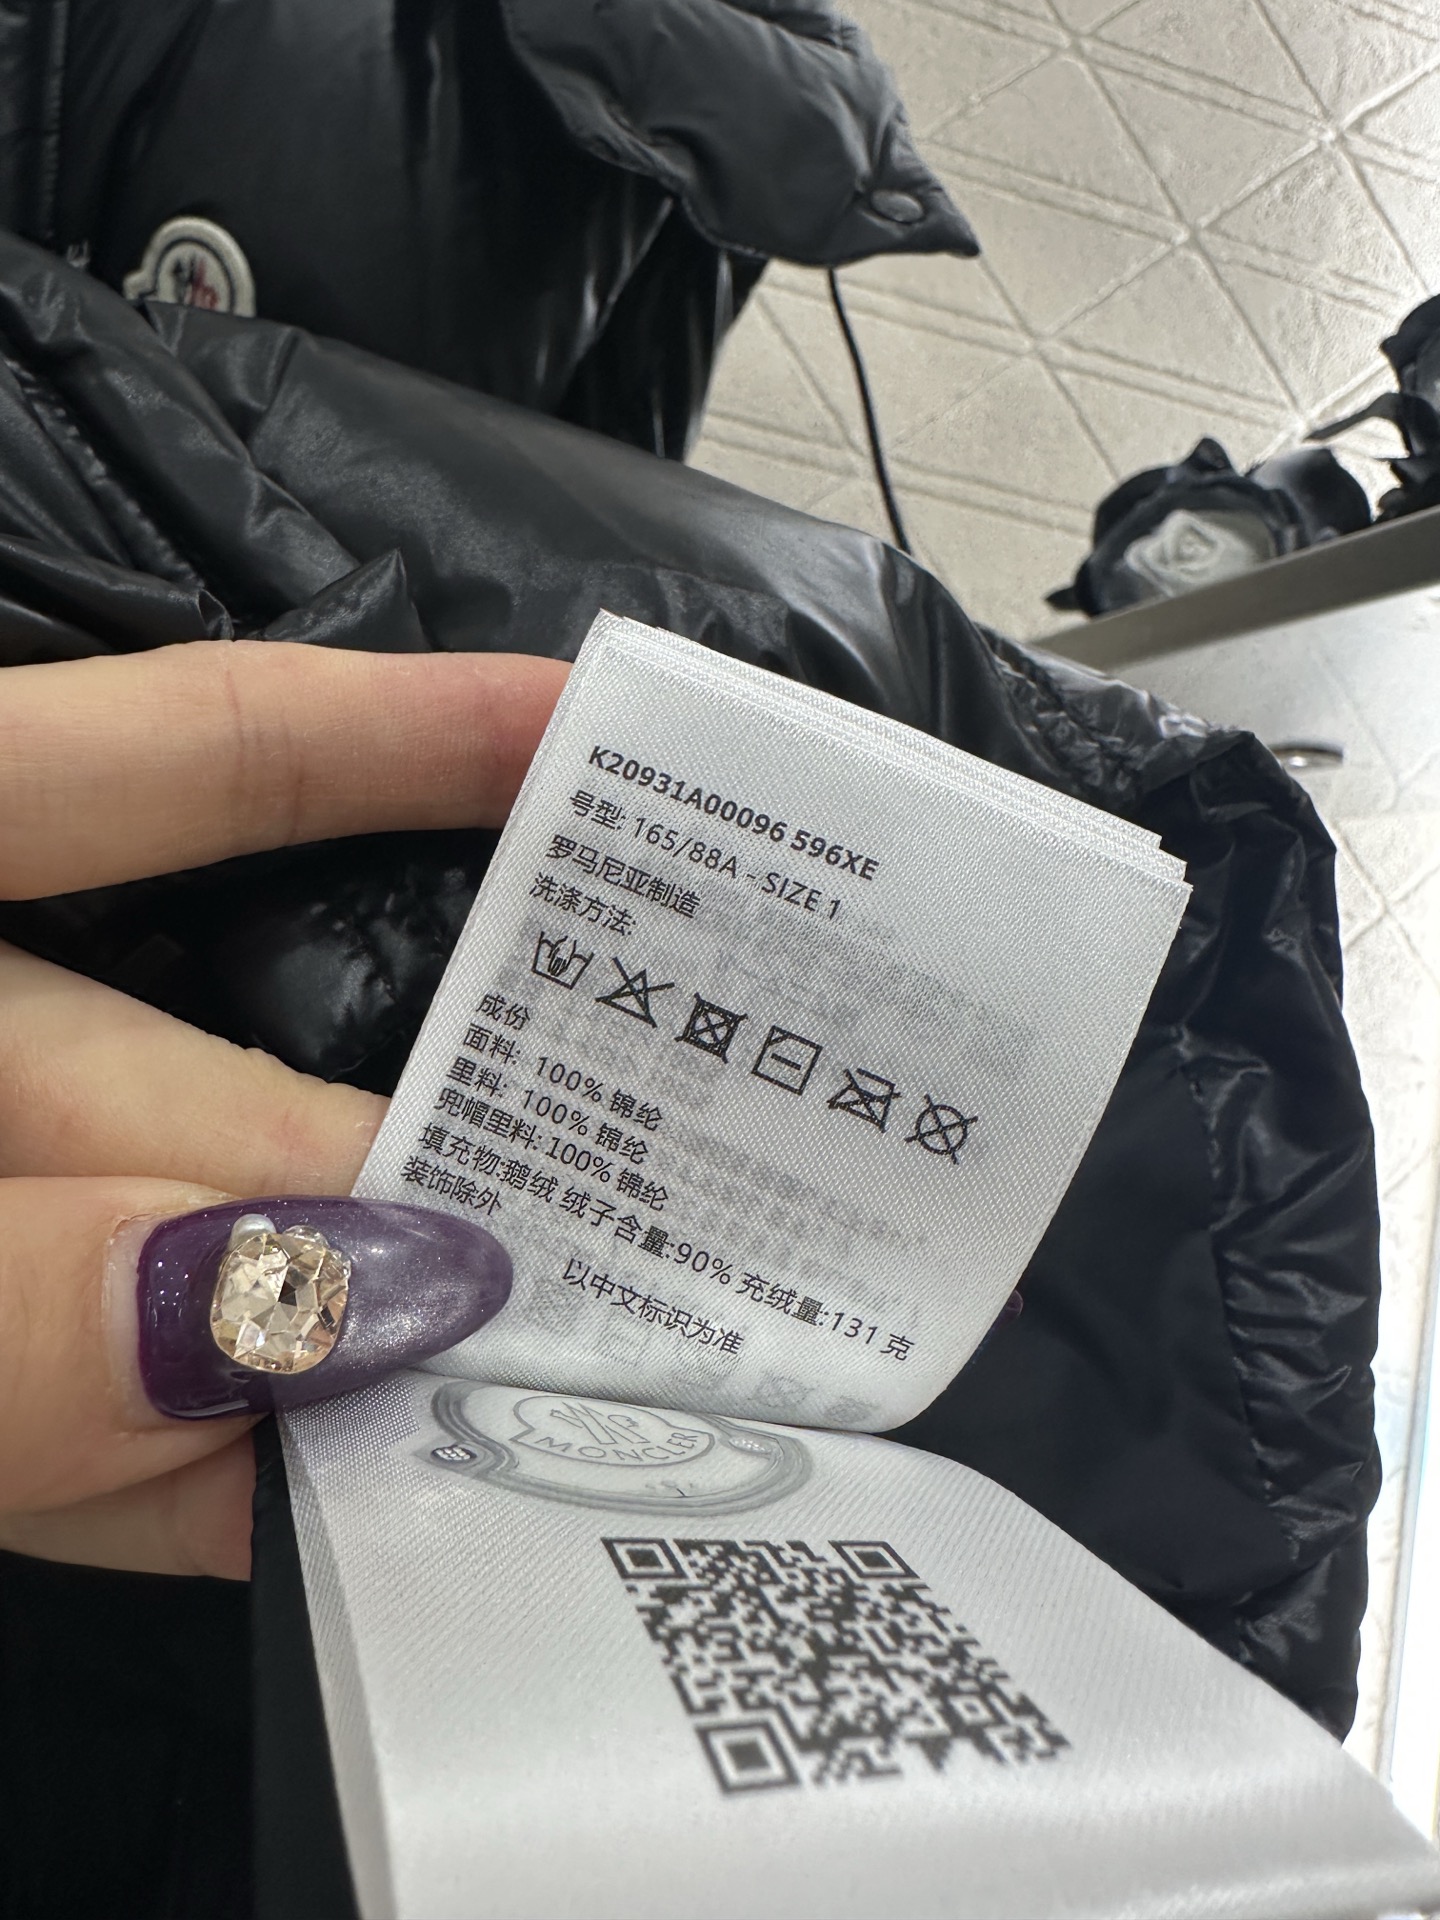 K20931A00096 596XE
号型: 165/88A - SIZE 1
罗马尼亚制造
洗涤方法:
成份
面料: 100% 锦纶
里料: 100% 锦纶
兜帽里料: 100% 锦纶
填充物:鹅绒 绒子含量:90% 充绒量:131 克
装饰除外
以中文标识为准
MONCLER